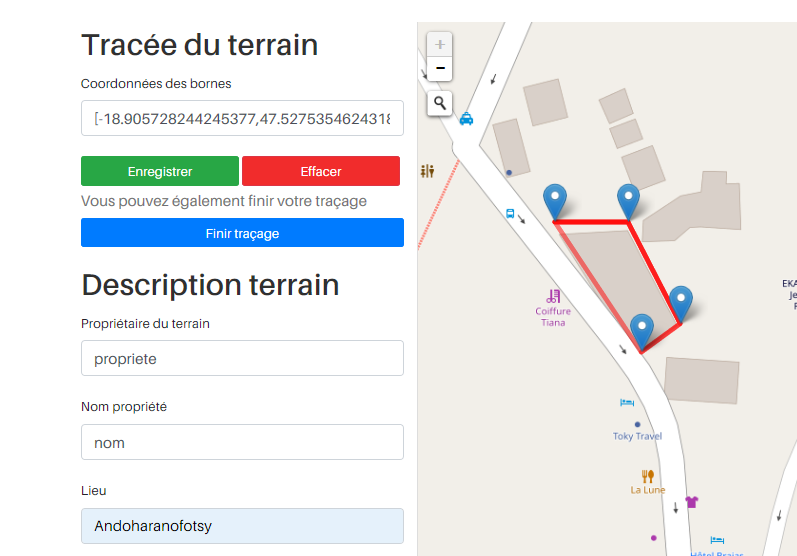 Tracée du terrain
Coordonnées des bornes
[-18.905728244245377,47.5275354624318
Enregistrer
Effacer
Vous pouvez également finir votre traçage
Finir traçage
Description terrain
Propriétaire du terrain
propriete
Nom propriété
nom
Lieu
Andoharanofotsy
+
-
Coiffure
Tiana
EKA
Je
Toky Travel
La Lune
Hôtel Brajas